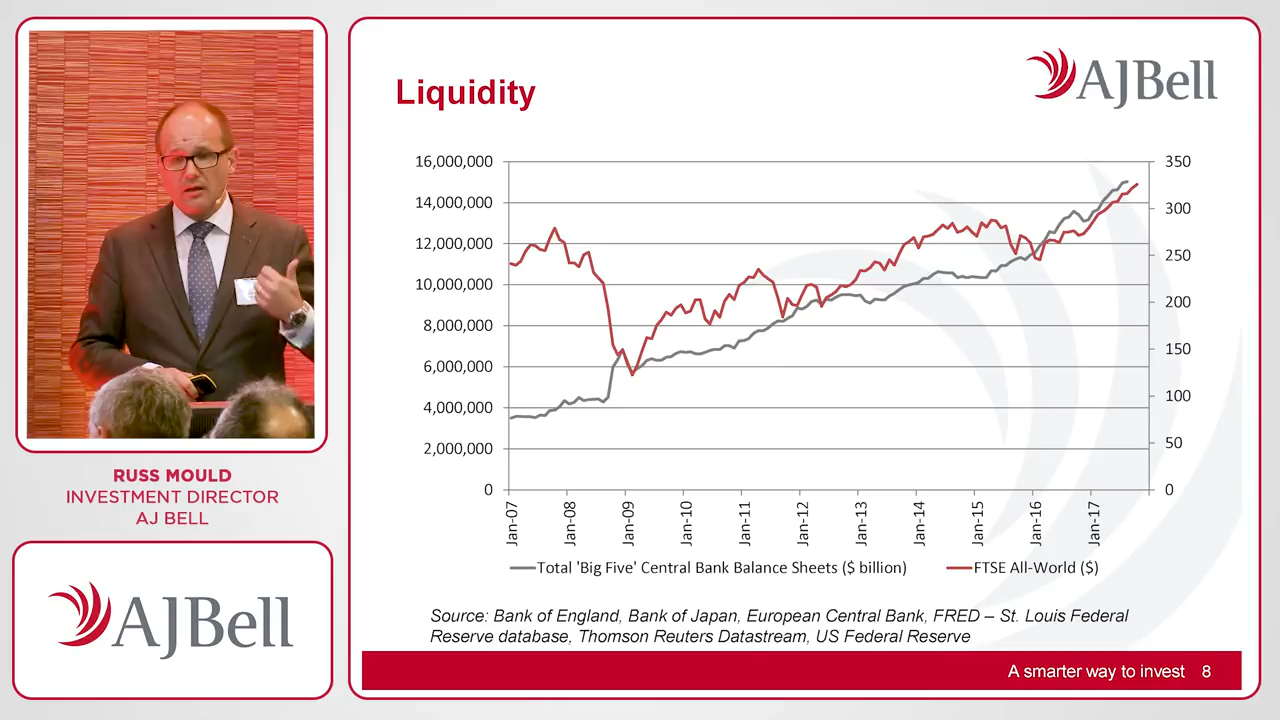 RUSS MOULD
INVESTMENT DIRECTOR
AJ BELL
AJBell
Liquidity
AJBell
16,000,000
14,000,000
12,000,000
10,000,000
8,000,000
6,000,000
4,000,000
2,000,000
0
350
300
250
200
150
100
50
0
Jan-07
Jan-08
Jan-09
Jan-10
Jan-11
Jan-12
Jan-13
Jan-14
Jan-15
Jan-16
Jan-17
Total 'Big Five' Central Bank Balance Sheets ($ billion)
FTSE All-World ($)
Source: Bank of England, Bank of Japan, European Central Bank, FRED – St. Louis Federal
Reserve database, Thomson Reuters Datastream, US Federal Reserve
A smarter way to invest 8